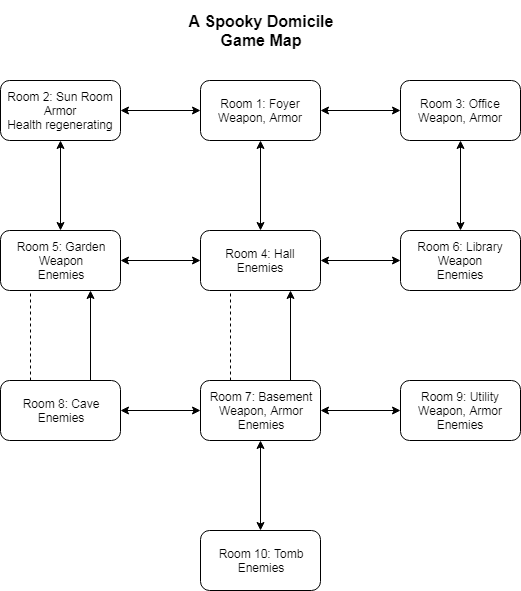 A Spooky Domicile
Game Map
Room 2: Sun Room
Armor
Health regenerating
Room 1: Foyer
Weapon, Armor
Room 3: Office
Weapon, Armor
Room 5: Garden
Weapon
Enemies
Room 4: Hall
Enemies
Room 6: Library
Weapon
Enemies
Room 8: Cave
Enemies
Room 7: Basement
Weapon, Armor
Enemies
Room 9: Utility
Weapon, Armor
Enemies
Room 10: Tomb
Enemies